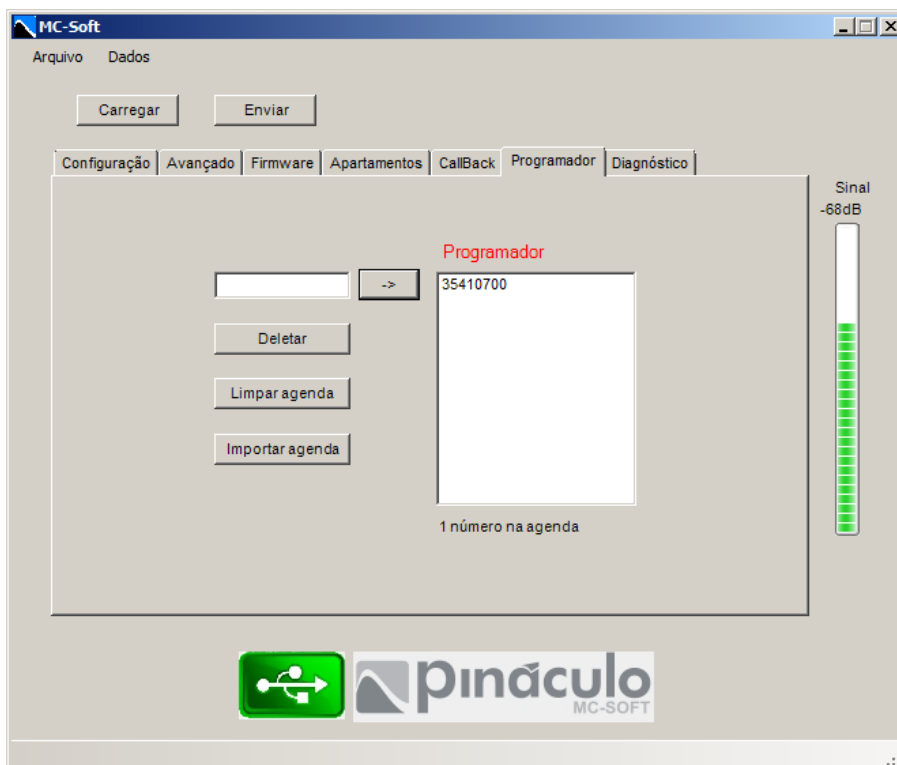 MC-Soft
Arquivo Dados
Carregar Enviar
Configuração Avançado Firmware Apartamentos CallBack Programador Diagnóstico
Sinal
-68dB
Programador
-> 35410700
Deletar
Limpar agenda
Importar agenda
1 número na agenda
pináculo
MC-SOFT